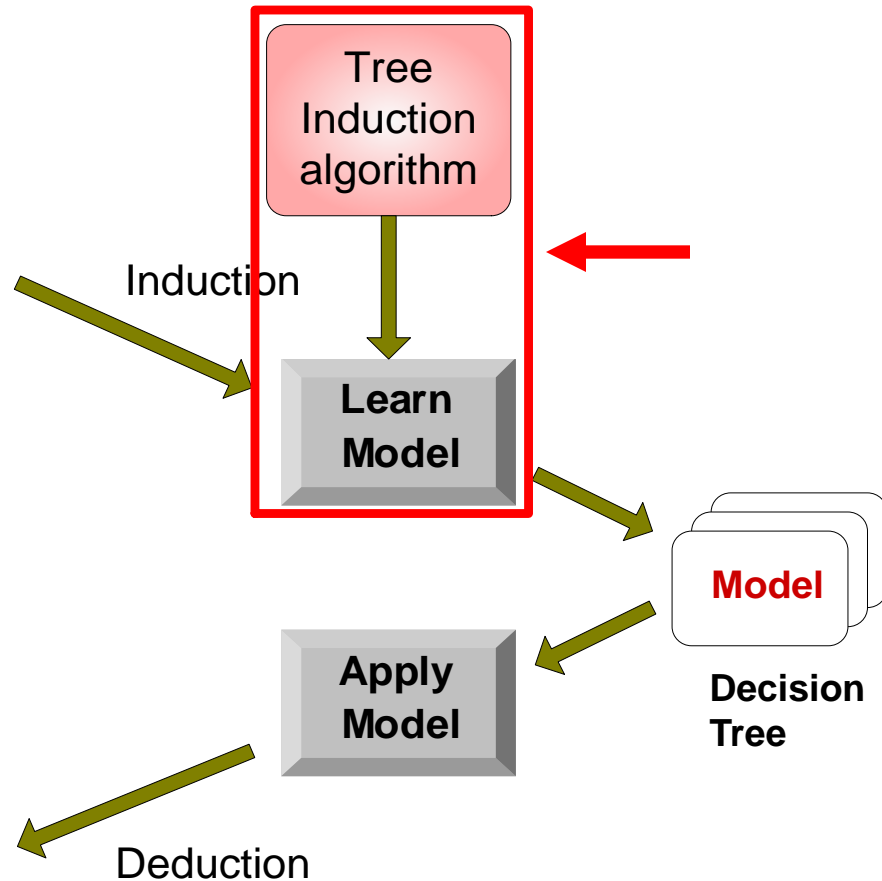 Tree
Induction
algorithm
Induction
Learn
Model
Model
Decision
Tree
Apply
Model
Deduction